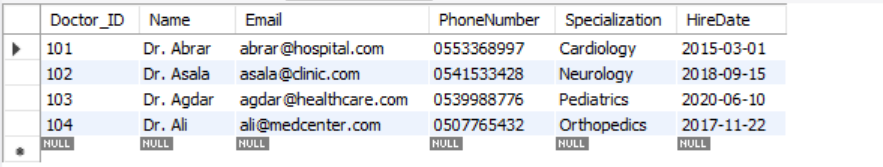 Doctor_ID Name Email PhoneNumber Specialization HireDate
101 Dr. Abrar abrar@hospital.com 0553368997 Cardiology 2015-03-01
102 Dr. Asala asala@clinic.com 0541533428 Neurology 2018-09-15
103 Dr. Agdar agdar@healthcare.com 0539988776 Pediatrics 2020-06-10
104 Dr. Ali ali@medcenter.com 0507765432 Orthopedics 2017-11-22
NULL NULL NULL NULL NULL NULL